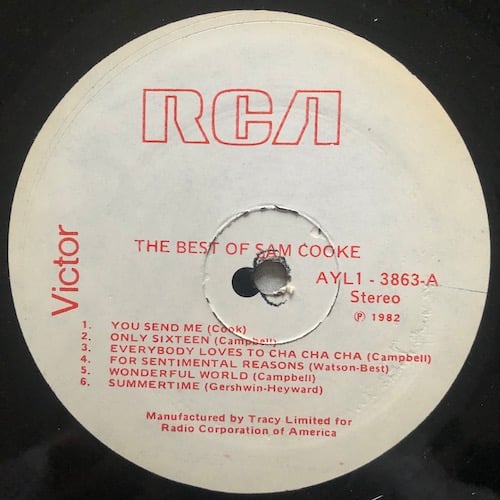 RCA
Victor
THE BEST OF SAM COOKE
AYL1 - 3863-A
Stereo
℗ 1982
1. YOU SEND ME (Cook)
2. ONLY SIXTEEN (Campbell)
3. EVERYBODY LOVES TO CHA CHA CHA (Campbell)
4. FOR SENTIMENTAL REASONS (Watson-Best)
5. WONDERFUL WORLD (Campbell)
6. SUMMERTIME (Gershwin-Heyward)
Manufactured by Tracy Limited for
Radio Corporation of America